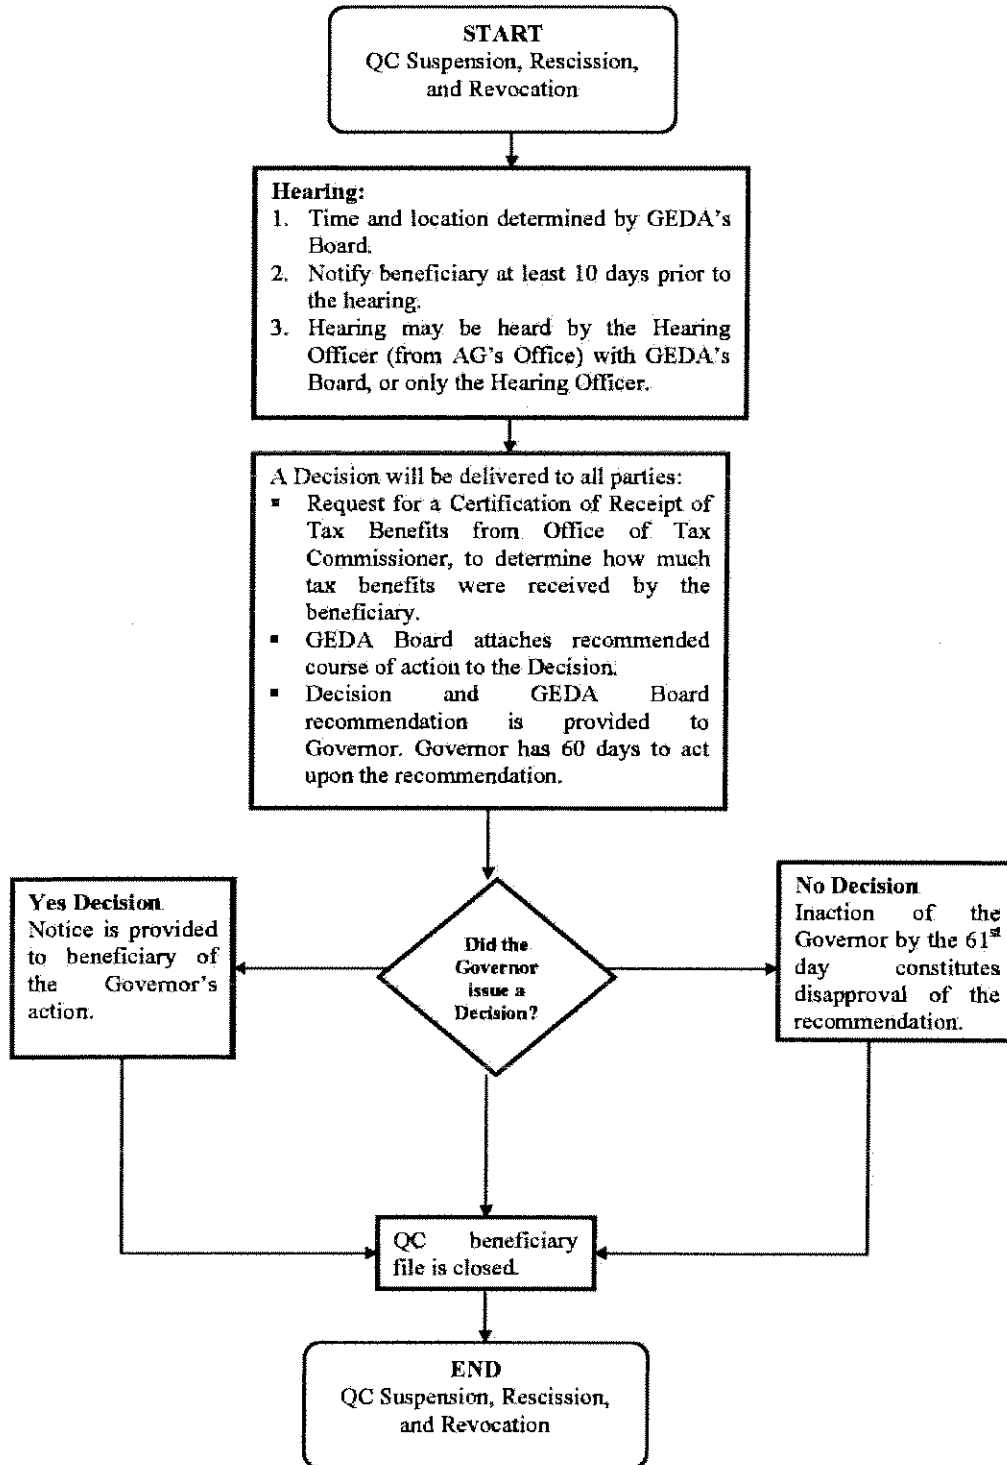 START
QC Suspension, Rescission,
and Revocation
Hearing:
1. Time and location determined by GEDA's
Board.
2. Notify beneficiary at least 10 days prior to
the hearing.
3. Hearing may be heard by the Hearing
Officer (from AG's Office) with GEDA's
Board, or only the Hearing Officer.
A Decision will be delivered to all parties:
▪ Request for a Certification of Receipt of
Tax Benefits from Office of Tax
Commissioner, to determine how much
tax benefits were received by the
beneficiary.
▪ GEDA Board attaches recommended
course of action to the Decision.
▪ Decision and GEDA Board
recommendation is provided to
Governor. Governor has 60 days to act
upon the recommendation.
Yes Decision
Notice is provided
to beneficiary of
the Governor's
action.
Did the
Governor
issue a
Decision?
No Decision
Inaction of the
Governor by the 61st
day constitutes
disapproval of the
recommendation.
QC beneficiary
file is closed.
END
QC Suspension, Rescission,
and Revocation